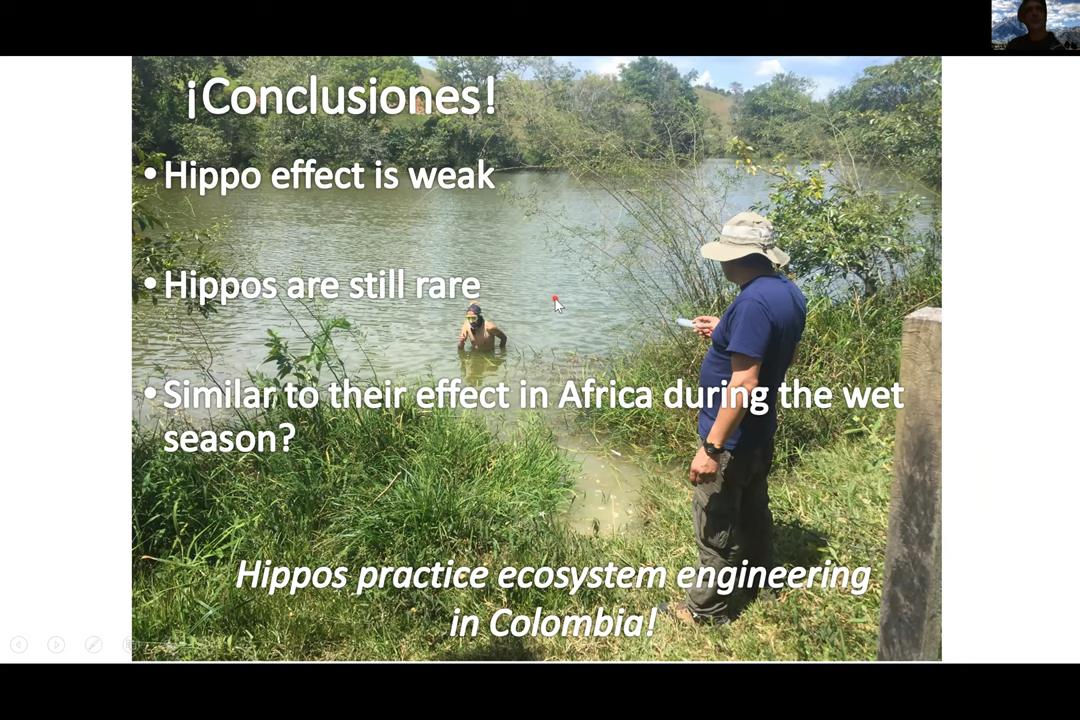 ¡Conclusiones!
• Hippo effect is weak
• Hippos are still rare
• Similar to their effect in Africa during the wet
season?
Hippos practice ecosystem engineering
in Colombia!